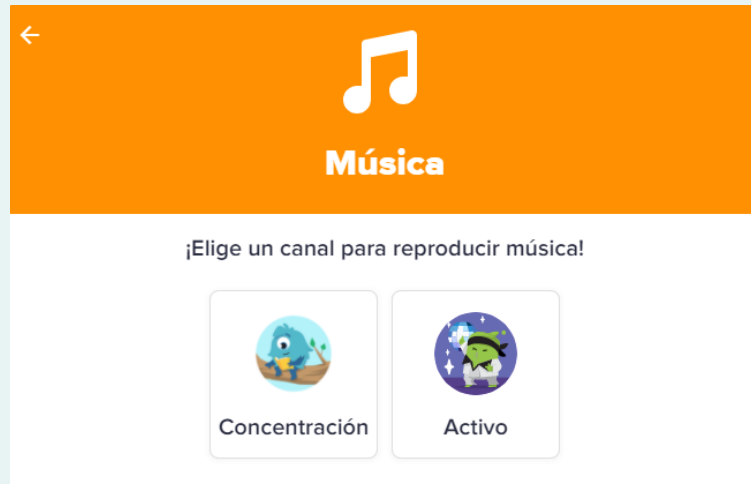 Música
¡Elige un canal para reproducir música!
Concentración
Activo